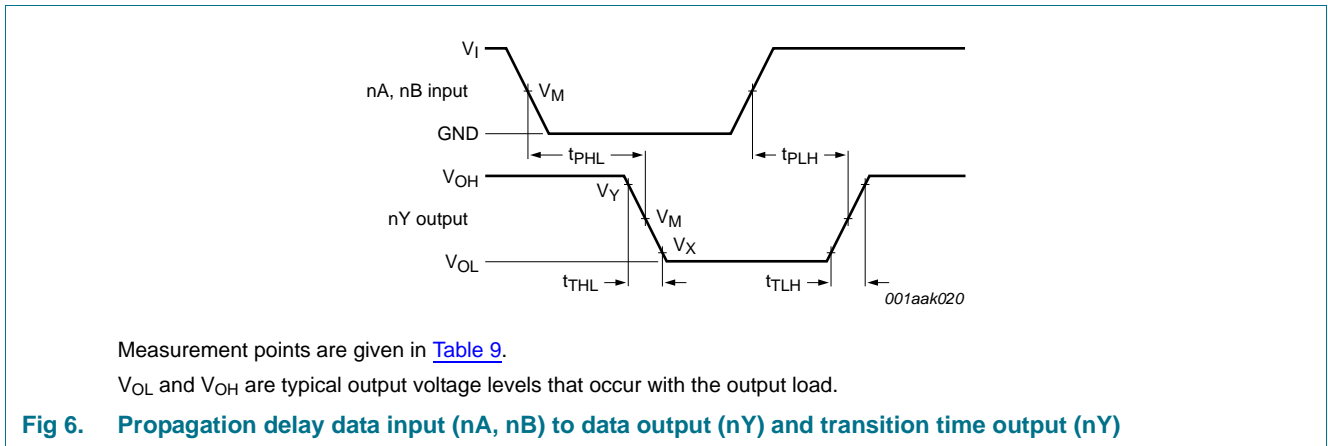 VI
nA, nB input
VM
GND
tPHL
tPLH
VOH
VY
nY output
VM
VX
VOL
tTHL
tTLH
001aak020
Measurement points are given in Table 9.
VOL and VOH are typical output voltage levels that occur with the output load.
Fig 6. Propagation delay data input (nA, nB) to data output (nY) and transition time output (nY)